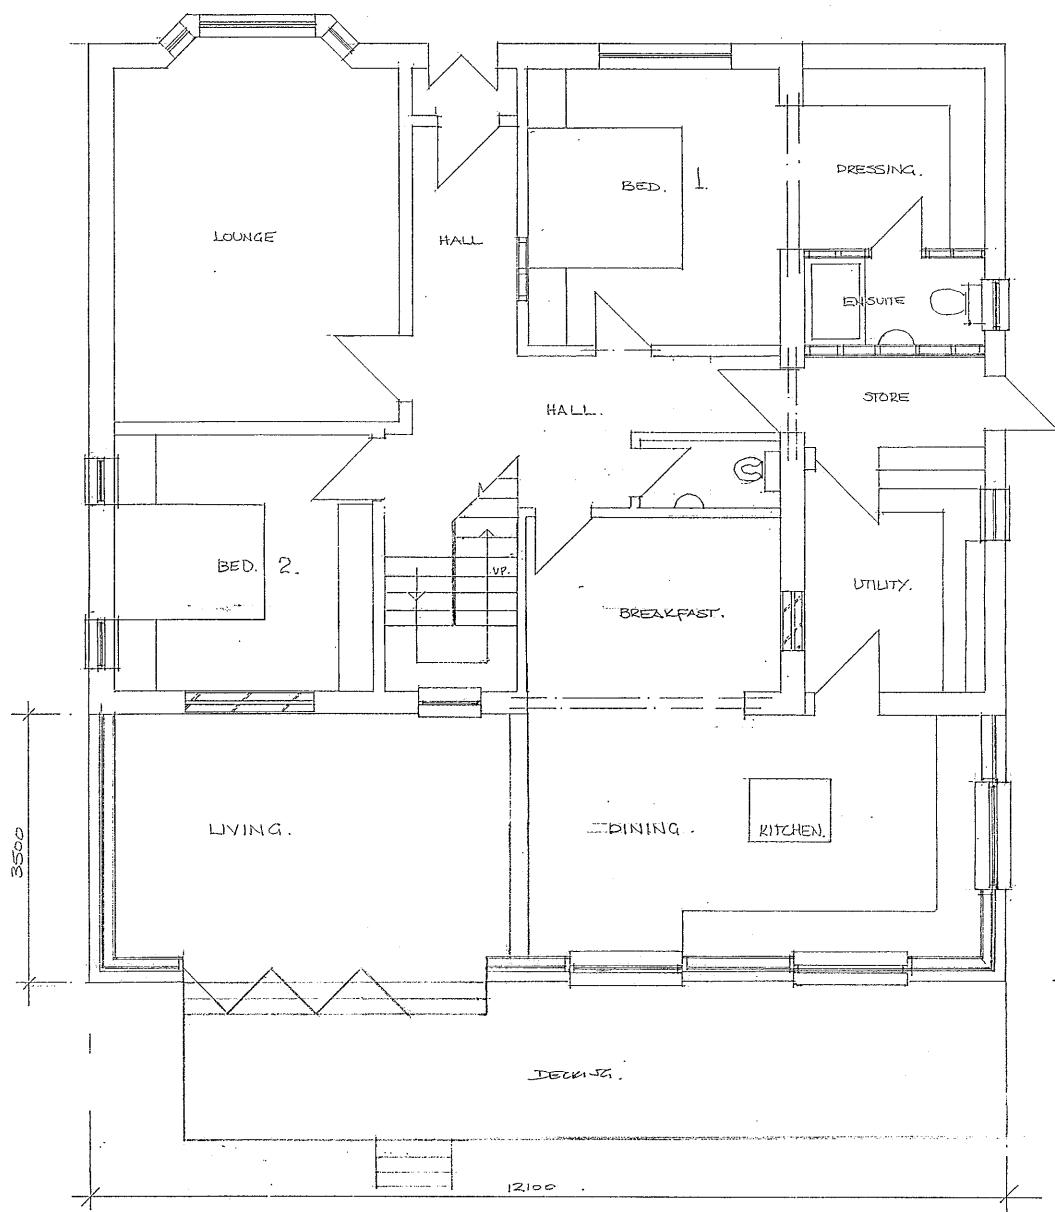 BED. 1.
DRESSING.
LOUNGE
HALL
ENSUITE
STORE
HALL.
BED. 2.
UP.
UTILITY.
BREAKFAST.
LIVING.
DINING.
KITCHEN.
3500
DECKING.
12100